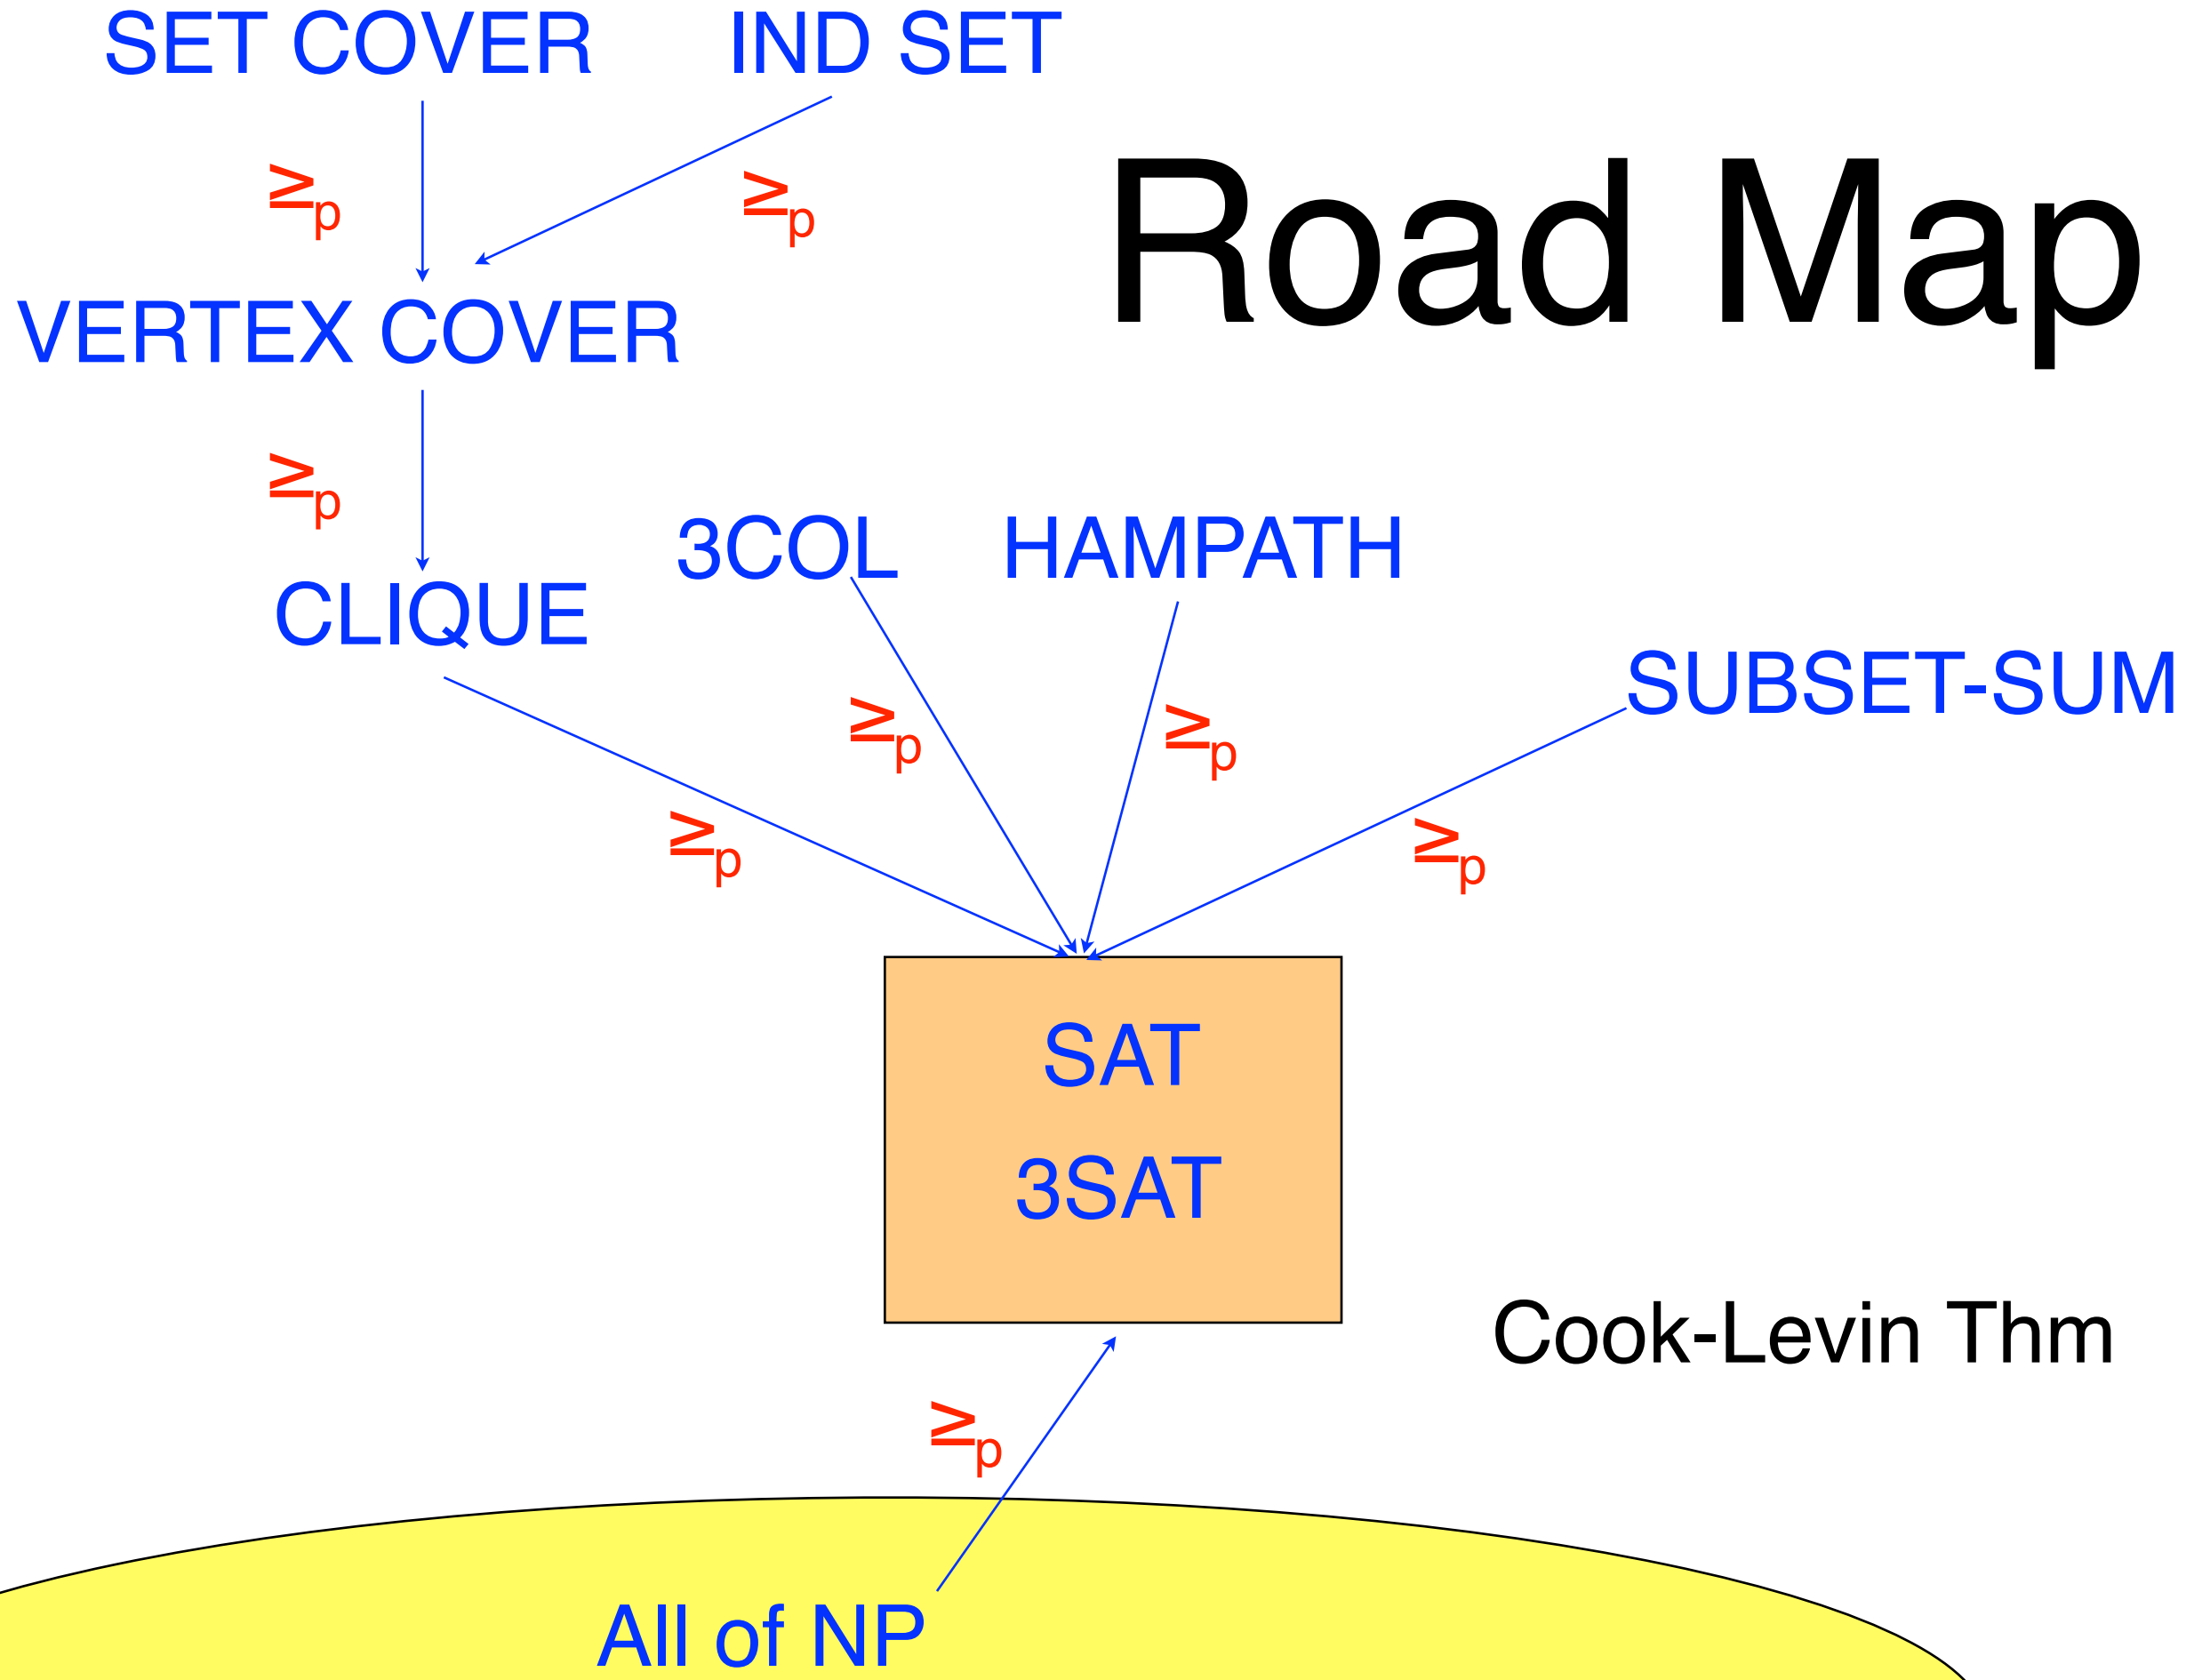 SET COVER IND SET
≥p ≥p
Road Map
VERTEX COVER
≥p
3COL HAMPATH
CLIQUE
SUBSET-SUM
≥p ≥p
≥p ≥p
SAT
3SAT
Cook-Levin Thm
≥p
All of NP